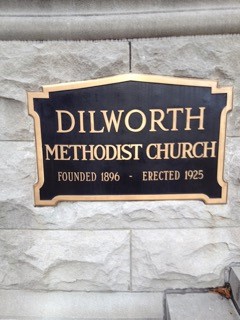 DILWORTH
METHODIST CHURCH
FOUNDED 1896 - ERECTED 1925